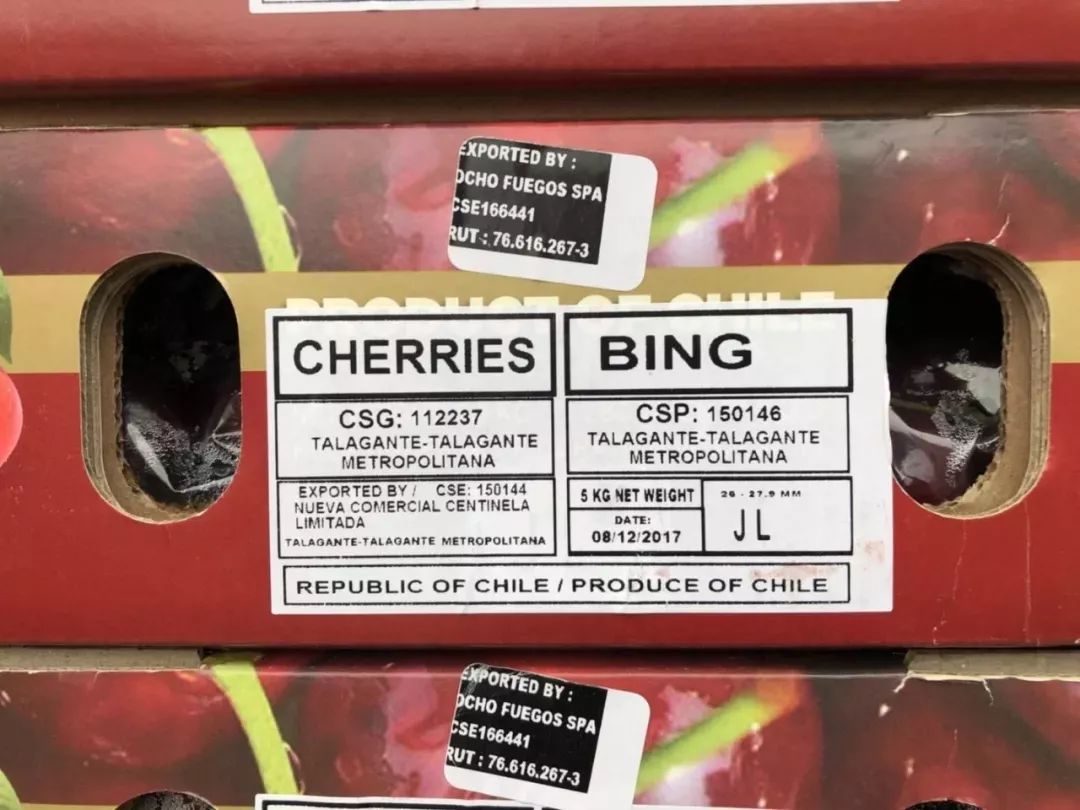 EXPORTED BY :
OCHO FUEGOS SPA
CSE166441
RUT : 76.616.267-3
PRODUCT OF CHILE
CHERRIES
BING
CSG: 112237
TALAGANTE-TALAGANTE
METROPOLITANA
CSP: 150146
TALAGANTE-TALAGANTE
METROPOLITANA
EXPORTED BY / CSE: 150144
NUEVA COMERCIAL CENTINELA
LIMITADA
TALAGANTE-TALAGANTE METROPOLITANA
5 KG NET WEIGHT
DATE:
08/12/2017
26 - 27.9 MM
JL
REPUBLIC OF CHILE / PRODUCE OF CHILE
EXPORTED BY :
OCHO FUEGOS SPA
CSE166441
RUT : 76.616.267-3